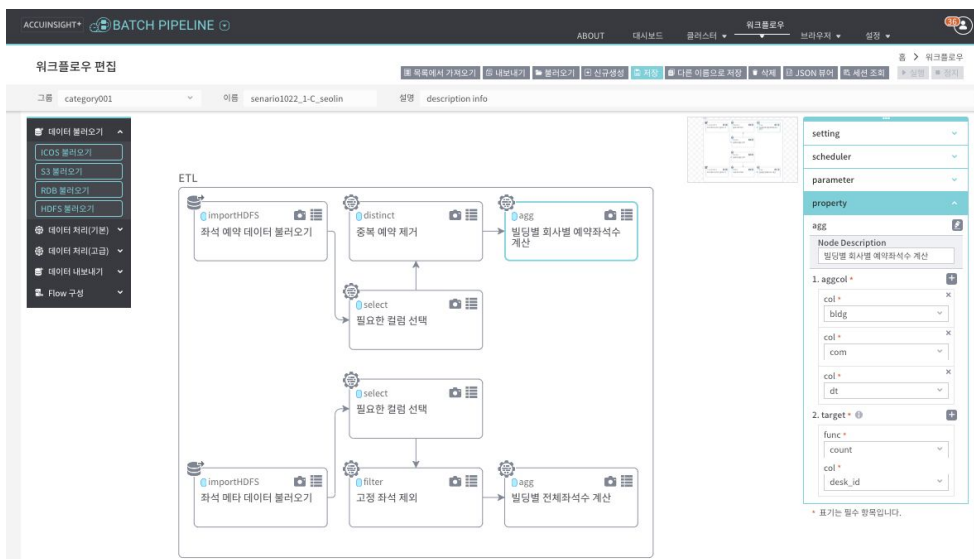 ACCUINSIGHT+ BATCH PIPELINE
ABOUT 대시보드 클러스터 워크플로우 브라우저 설정
36
워크플로우 편집
홈 > 워크플로우
목록에서 가져오기 내보내기 불러오기 신규생성 저장 다른 이름으로 저장 삭제 JSON 뷰어 세션 조회 실행 정지
그룹 category001 이름 senario1022_1-C_seolin 설명 description info
데이터 불러오기
ICOS 불러오기
S3 불러오기
RDB 불러오기
HDFS 불러오기
데이터 처리(기본)
데이터 처리(고급)
데이터 내보내기
Flow 구성
ETL
importHDFS
좌석 예약 데이터 불러오기
distinct
중복 예약 제거
agg
빌딩별 회사별 예약좌석수
계산
select
필요한 컬럼 선택
select
필요한 컬럼 선택
importHDFS
좌석 메타 데이터 불러오기
filter
고정 좌석 제외
agg
빌딩별 전체좌석수 계산
setting
scheduler
parameter
property
agg
Node Description
빌딩별 회사별 예약좌석수 계산
1. aggcol *
col *
bldg
col *
com
col *
dt
2. target *
func *
count
col *
desk_id
* 표기는 필수 항목입니다.